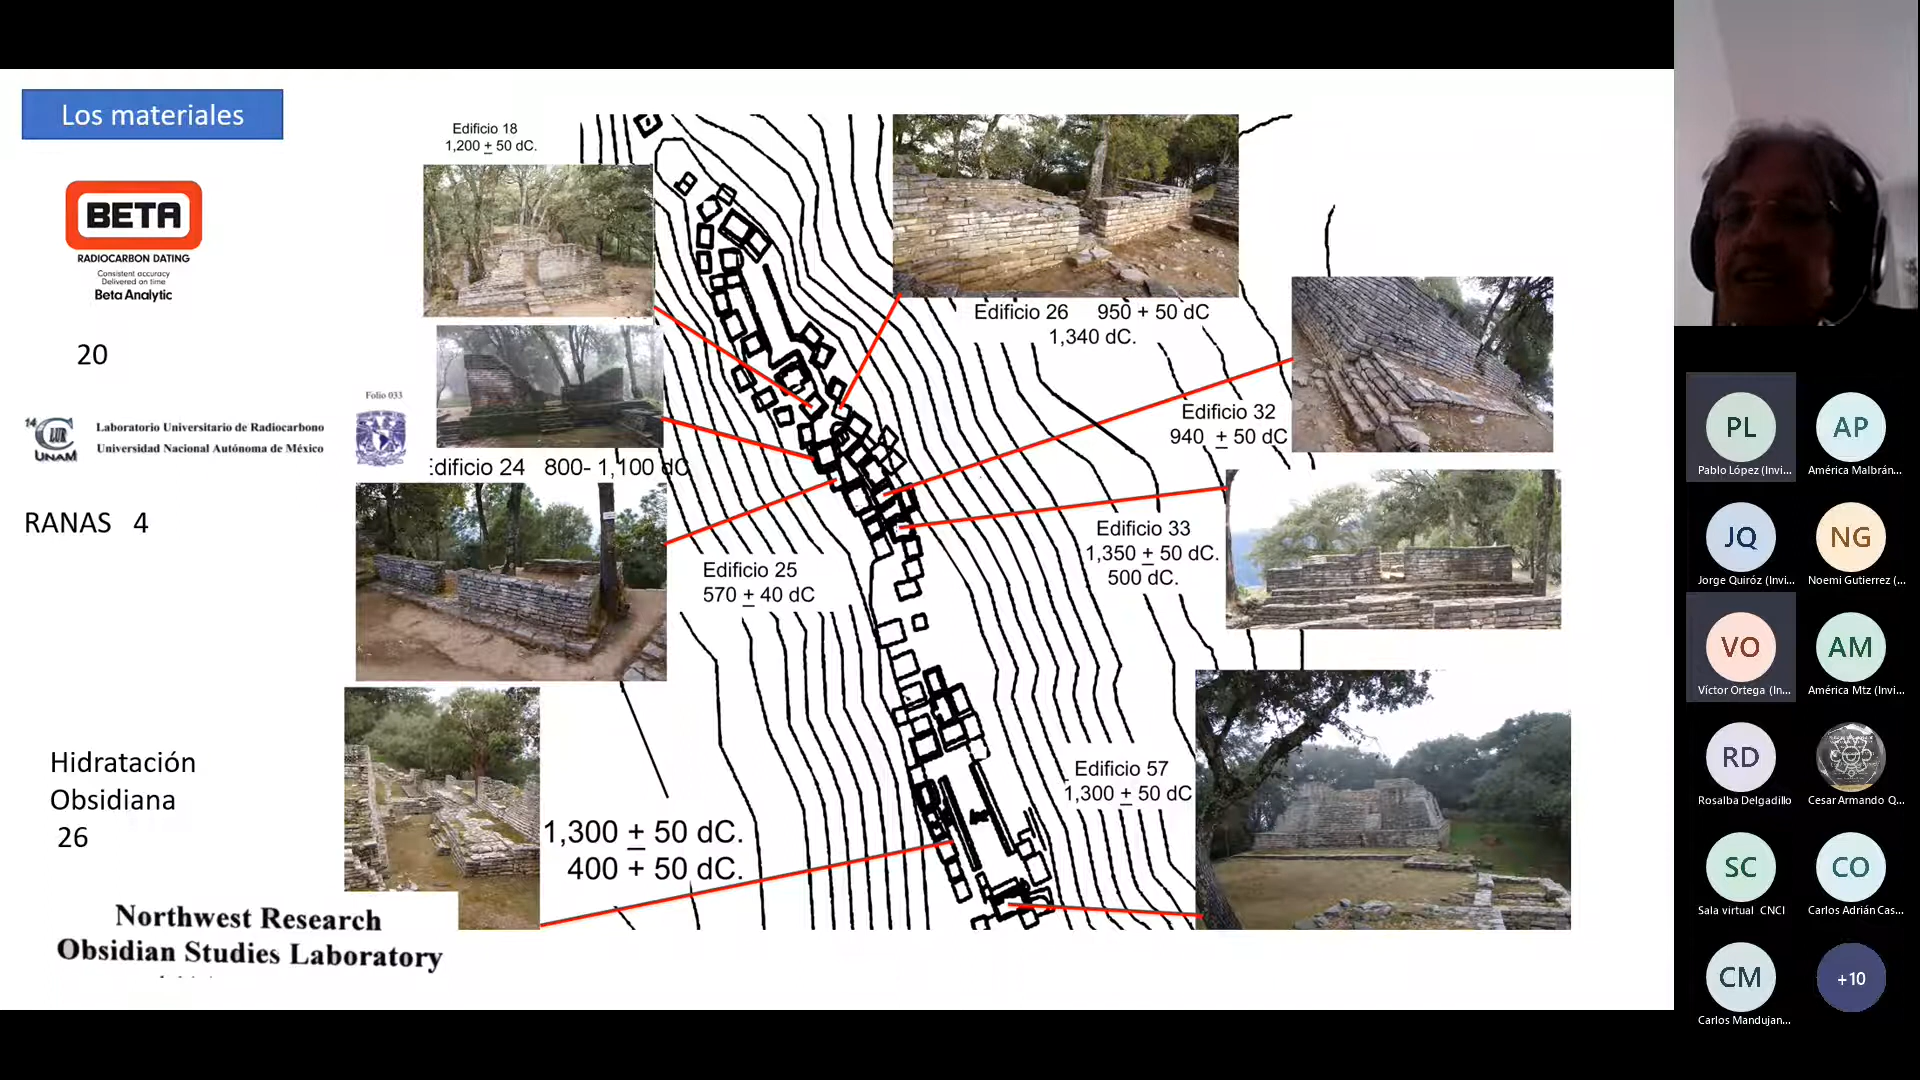 Los materiales
BETA
RADIOCARBON DATING
Consistent accuracy
Delivered on time
Beta Analytic
20
14
LUR
UNAM
Laboratorio Universitario de Radiocarbono
Universidad Nacional Autónoma de México
Folio 033
RANAS 4
Hidratación
Obsidiana
26
Northwest Research
Obsidian Studies Laboratory
Edificio 18
1,200 ± 50 dC.
Edificio 24 800- 1,100 dC
Edificio 25
570 ± 40 dC
1,300 ± 50 dC.
400 + 50 dC.
Edificio 26 950 + 50 dC
1,340 dC.
Edificio 32
940 ± 50 dC
Edificio 33
1,350 ± 50 dC.
500 dC.
Edificio 57
1,300 ± 50 dC
PL
Pablo López (Invi...
AP
América Malbrán...
JQ
Jorge Quiróz (Invi...
NG
Noemi Gutierrez (...
VO
Víctor Ortega (In...
AM
América Mtz (Invi...
RD
Rosalba Delgadillo
Cesar Armando Q...
SC
Sala virtual CNCI
CO
Carlos Adrián Cas...
CM
Carlos Mandujan...
+10